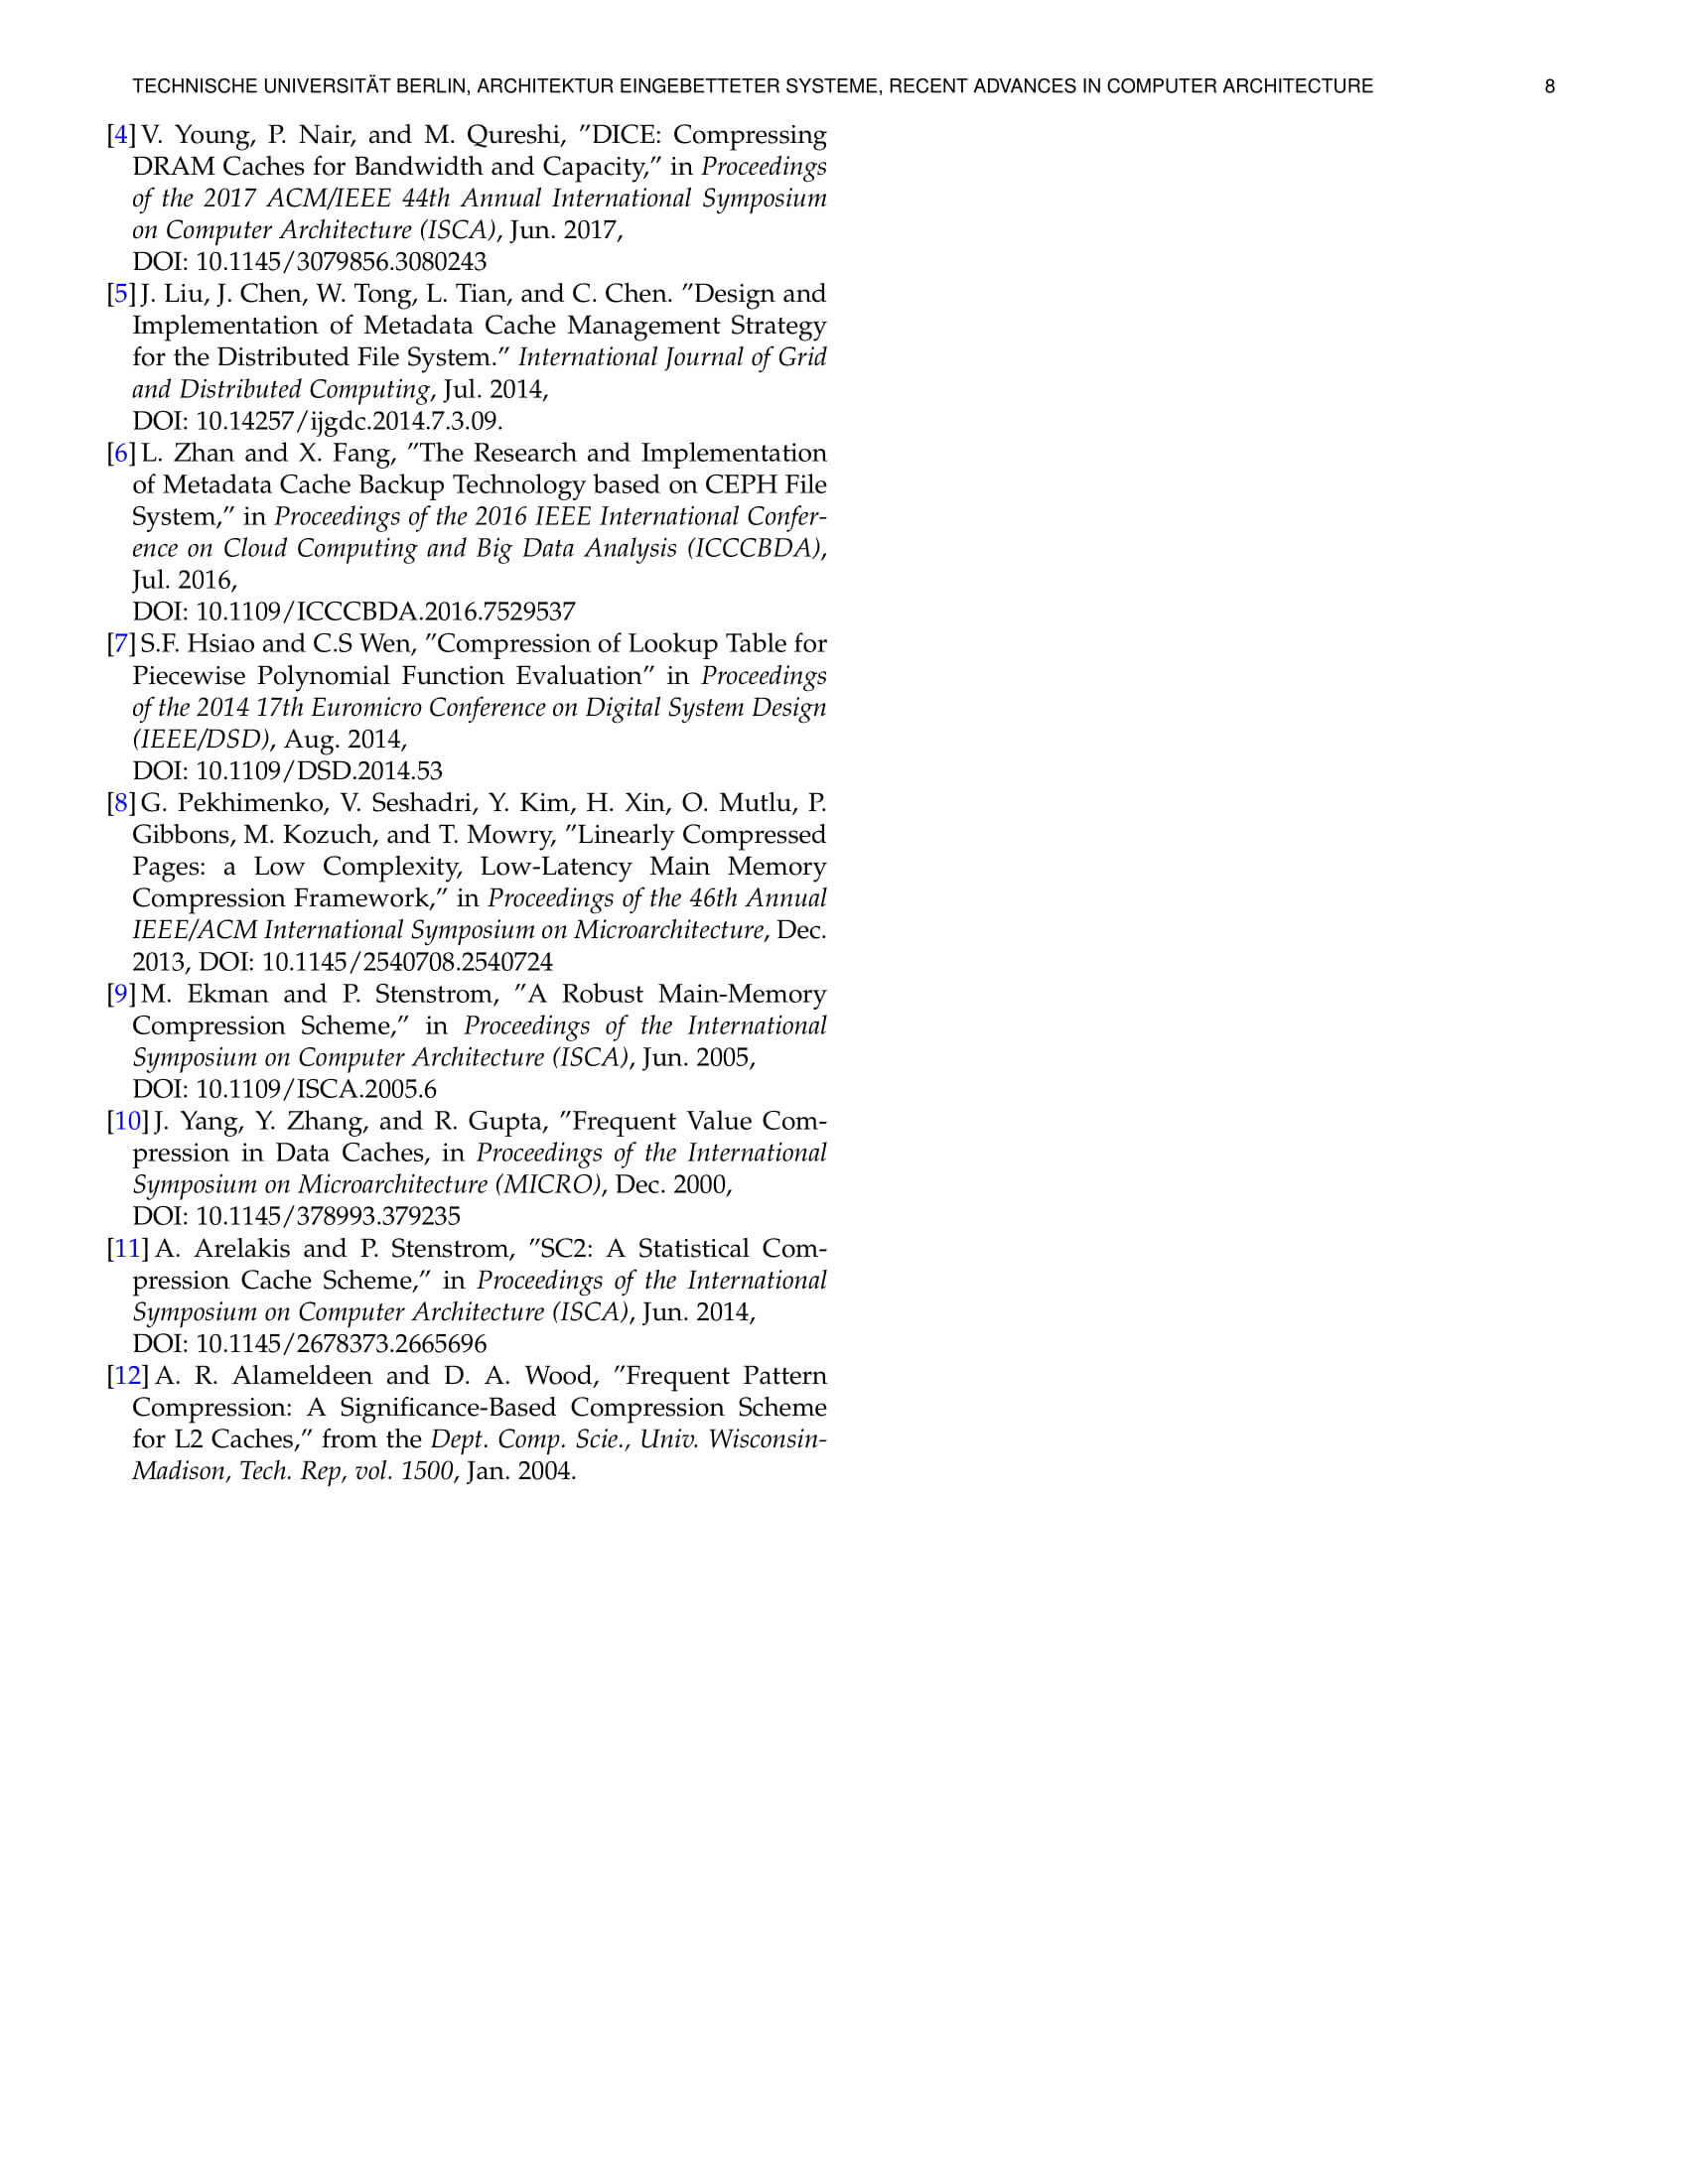 TECHNISCHE UNIVERSITÄT BERLIN, ARCHITEKTUR EINGEBETTETER SYSTEME, RECENT ADVANCES IN COMPUTER ARCHITECTURE 8
[4] V. Young, P. Nair, and M. Qureshi, ”DICE: Compressing
DRAM Caches for Bandwidth and Capacity,” in Proceedings
of the 2017 ACM/IEEE 44th Annual International Symposium
on Computer Architecture (ISCA), Jun. 2017,
DOI: 10.1145/3079856.3080243
[5] J. Liu, J. Chen, W. Tong, L. Tian, and C. Chen. ”Design and
Implementation of Metadata Cache Management Strategy
for the Distributed File System.” International Journal of Grid
and Distributed Computing, Jul. 2014,
DOI: 10.14257/ijgdc.2014.7.3.09.
[6] L. Zhan and X. Fang, ”The Research and Implementation
of Metadata Cache Backup Technology based on CEPH File
System,” in Proceedings of the 2016 IEEE International Confer-
ence on Cloud Computing and Big Data Analysis (ICCCBDA),
Jul. 2016,
DOI: 10.1109/ICCCBDA.2016.7529537
[7] S.F. Hsiao and C.S Wen, ”Compression of Lookup Table for
Piecewise Polynomial Function Evaluation” in Proceedings
of the 2014 17th Euromicro Conference on Digital System Design
(IEEE/DSD), Aug. 2014,
DOI: 10.1109/DSD.2014.53
[8] G. Pekhimenko, V. Seshadri, Y. Kim, H. Xin, O. Mutlu, P.
Gibbons, M. Kozuch, and T. Mowry, ”Linearly Compressed
Pages: a Low Complexity, Low-Latency Main Memory
Compression Framework,” in Proceedings of the 46th Annual
IEEE/ACM International Symposium on Microarchitecture, Dec.
2013, DOI: 10.1145/2540708.2540724
[9] M. Ekman and P. Stenstrom, ”A Robust Main-Memory
Compression Scheme,” in Proceedings of the International
Symposium on Computer Architecture (ISCA), Jun. 2005,
DOI: 10.1109/ISCA.2005.6
[10] J. Yang, Y. Zhang, and R. Gupta, ”Frequent Value Com-
pression in Data Caches, in Proceedings of the International
Symposium on Microarchitecture (MICRO), Dec. 2000,
DOI: 10.1145/378993.379235
[11] A. Arelakis and P. Stenstrom, ”SC2: A Statistical Com-
pression Cache Scheme,” in Proceedings of the International
Symposium on Computer Architecture (ISCA), Jun. 2014,
DOI: 10.1145/2678373.2665696
[12] A. R. Alameldeen and D. A. Wood, ”Frequent Pattern
Compression: A Significance-Based Compression Scheme
for L2 Caches,” from the Dept. Comp. Scie., Univ. Wisconsin-
Madison, Tech. Rep, vol. 1500, Jan. 2004.